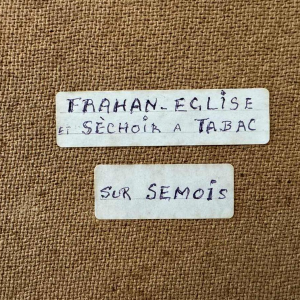 FRAHAN-EGLISE
ET SÈCHOIR A TABAC
SUR SEMOIS